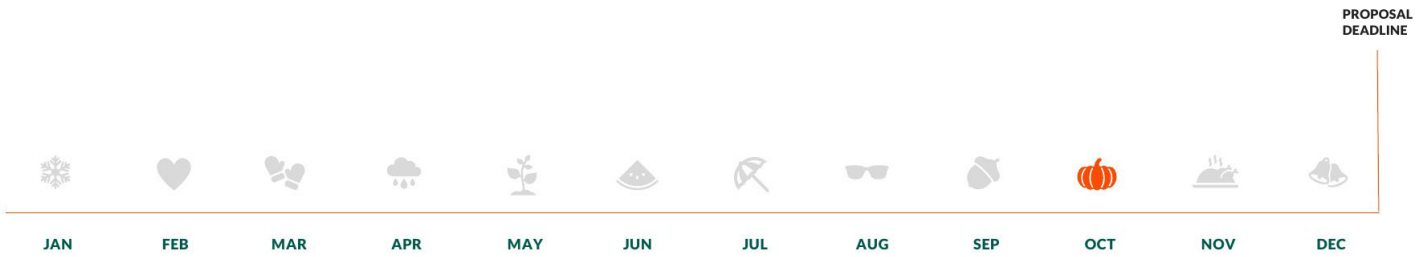 PROPOSAL
DEADLINE
JAN FEB MAR APR MAY JUN JUL AUG SEP OCT NOV DEC